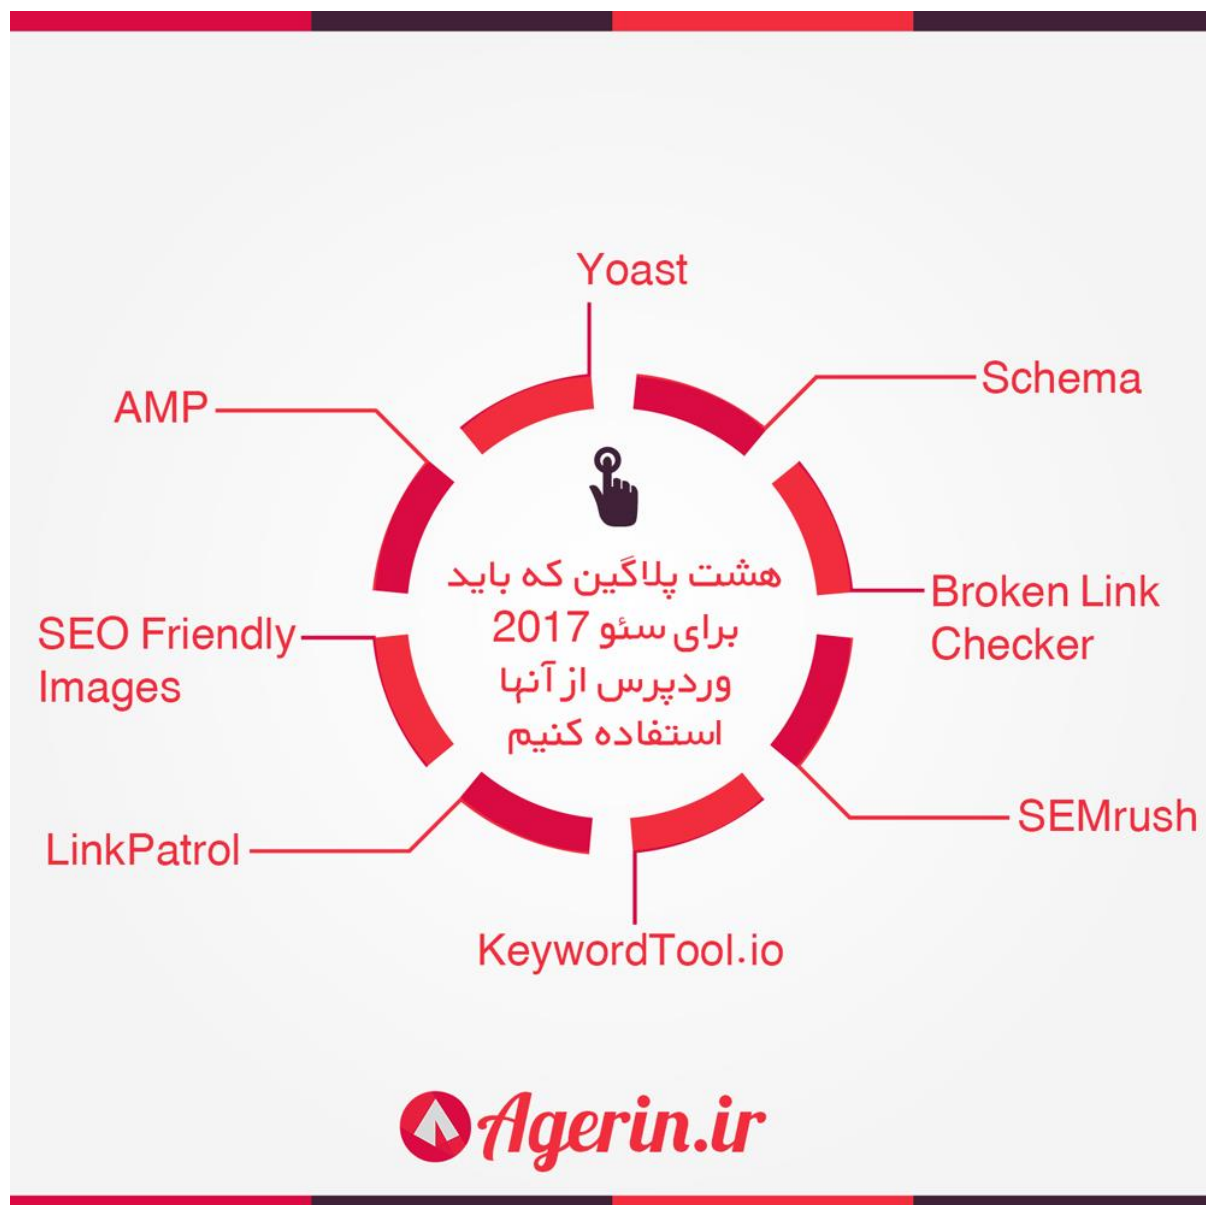 Yoast
Schema
AMP
هشت پلاگین که باید
برای سئو 2017
وردپرس از آنها
استفاده کنیم
Broken Link
Checker
SEO Friendly
Images
SEMrush
LinkPatrol
KeywordTool.io
Agerin.ir